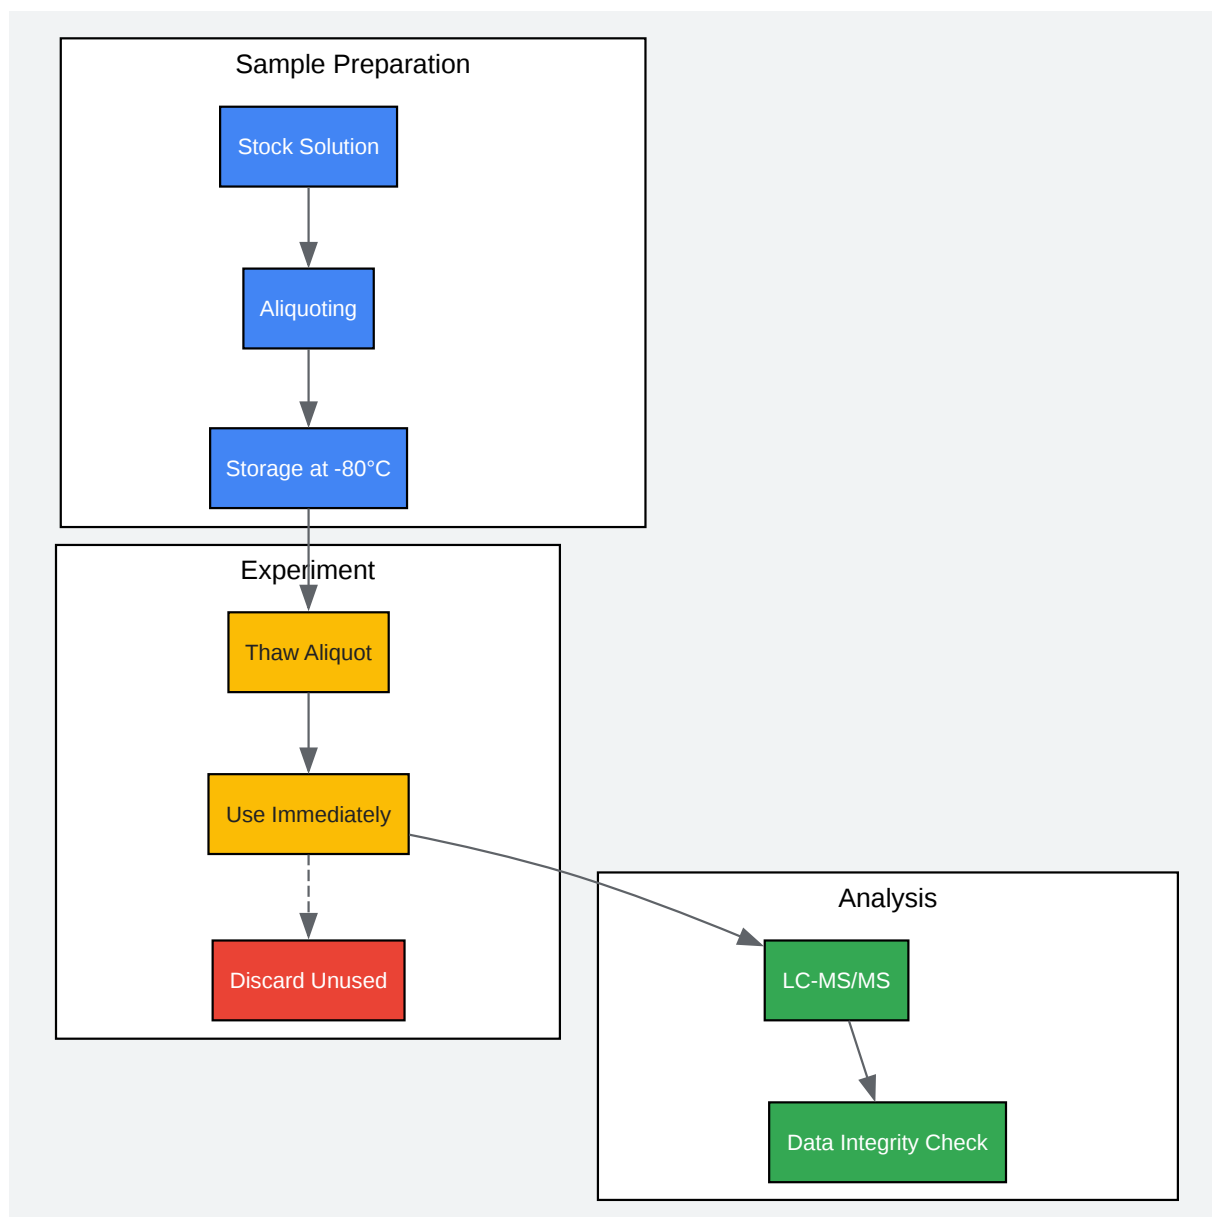 Sample Preparation
Stock Solution
Aliquoting
Storage at -80°C
Experiment
Thaw Aliquot
Use Immediately
Discard Unused
Analysis
LC-MS/MS
Data Integrity Check